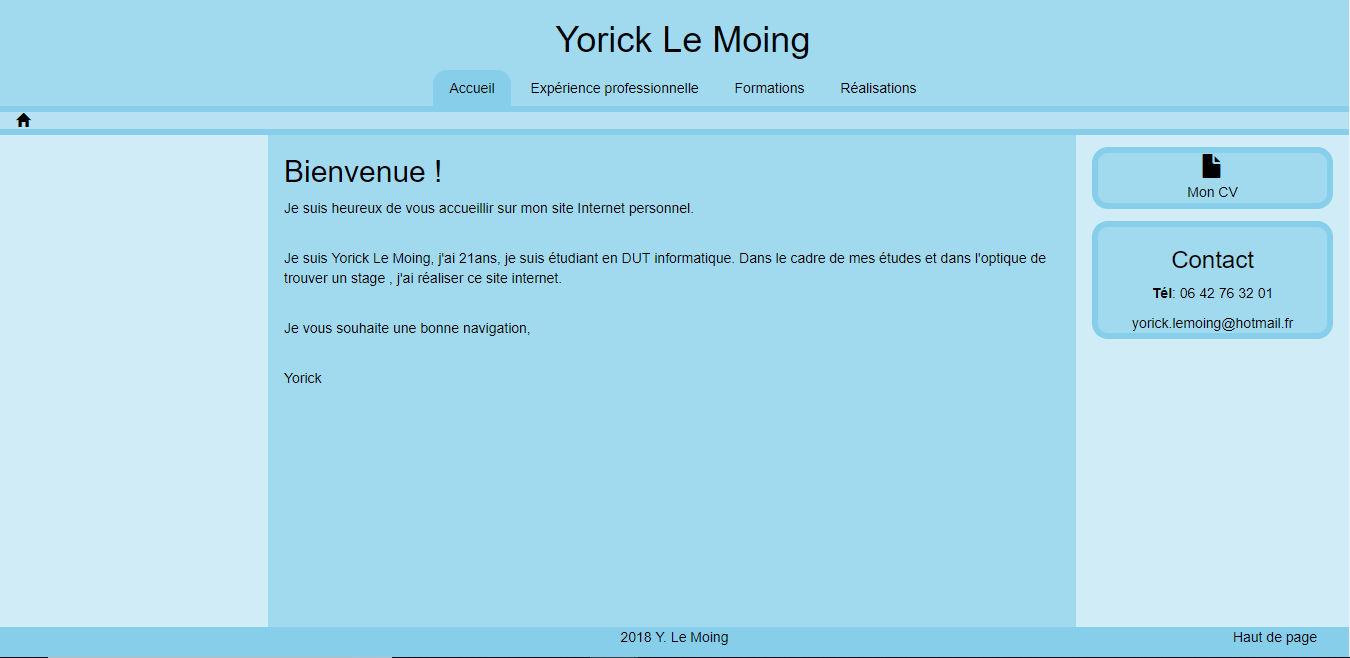 Yorick Le Moing
Accueil Expérience professionnelle Formations Réalisations
Bienvenue !
Je suis heureux de vous accueillir sur mon site Internet personnel.
Je suis Yorick Le Moing, j'ai 21ans, je suis étudiant en DUT informatique. Dans le cadre de mes études et dans l'optique de
trouver un stage , j'ai réaliser ce site internet.
Je vous souhaite une bonne navigation,
Yorick
Mon CV
Contact
Tél: 06 42 76 32 01
yorick.lemoing@hotmail.fr
2018 Y. Le Moing
Haut de page